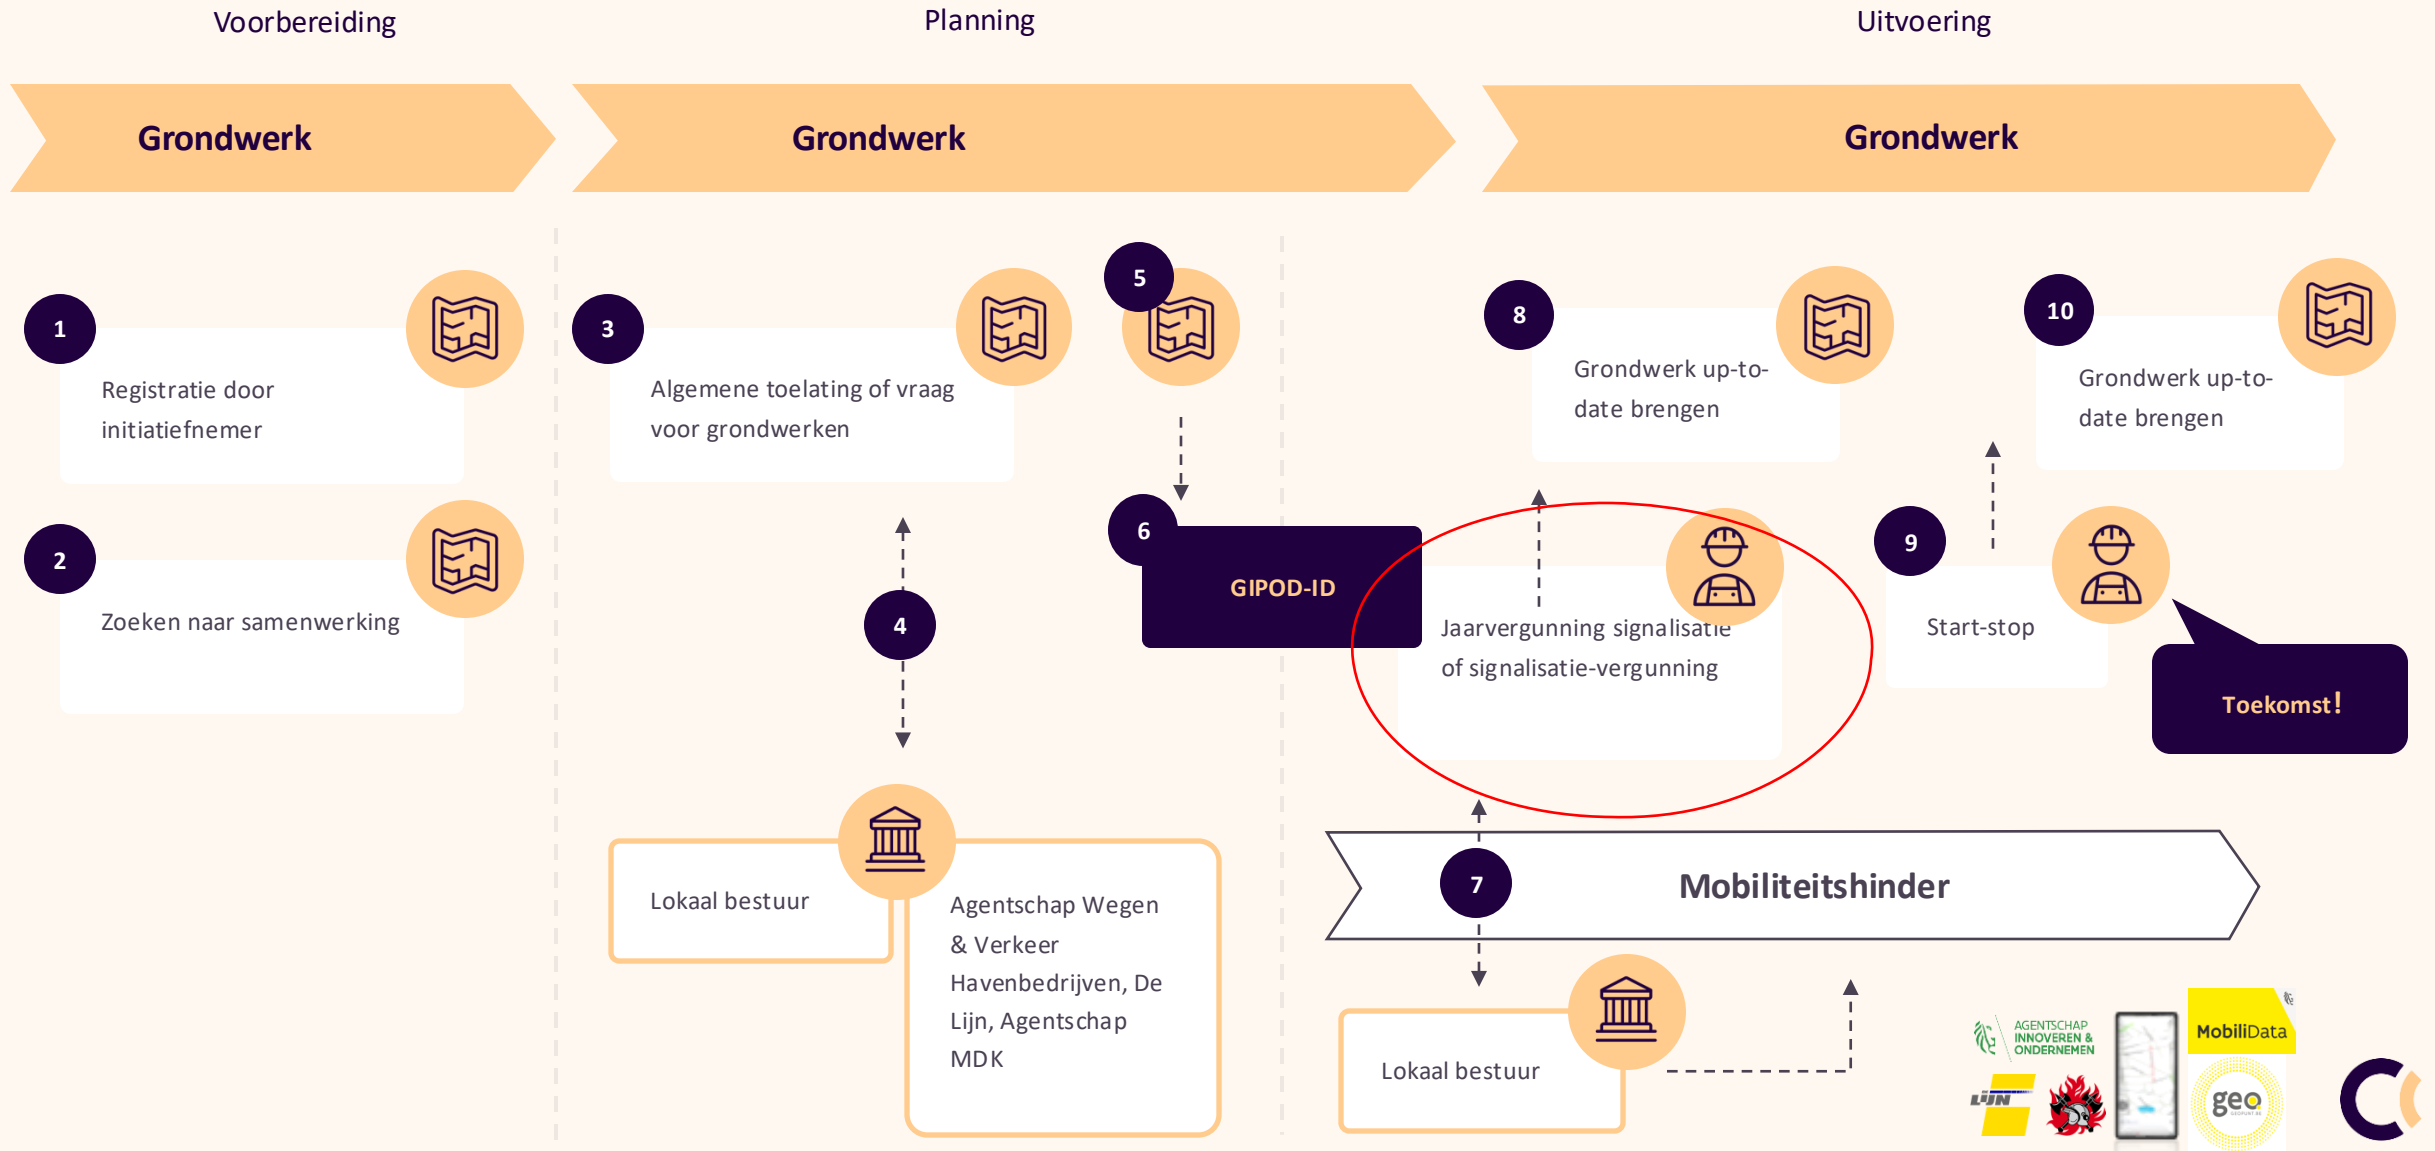 Voorbereiding
Planning
Uitvoering
Grondwerk
Grondwerk
Grondwerk
1
Registratie door
initiatiefnemer
2
Zoeken naar samenwerking
3
Algemene toelating of vraag
voor grondwerken
4
Lokaal bestuur
Agentschap Wegen
& Verkeer
Havenbedrijven, De
Lijn, Agentschap
MDK
5
6
GIPOD-ID
8
Grondwerk up-to-
date brengen
Jaarvergunning signalisatie
of signalisatie-vergunning
9
Start-stop
10
Grondwerk up-to-
date brengen
Toekomst!
7
Mobiliteitshinder
Lokaal bestuur
AGENTSCHAP
INNOVEREN &
ONDERNEMEN
LIJN
MobiliData
geo
GEOPUNT.BE